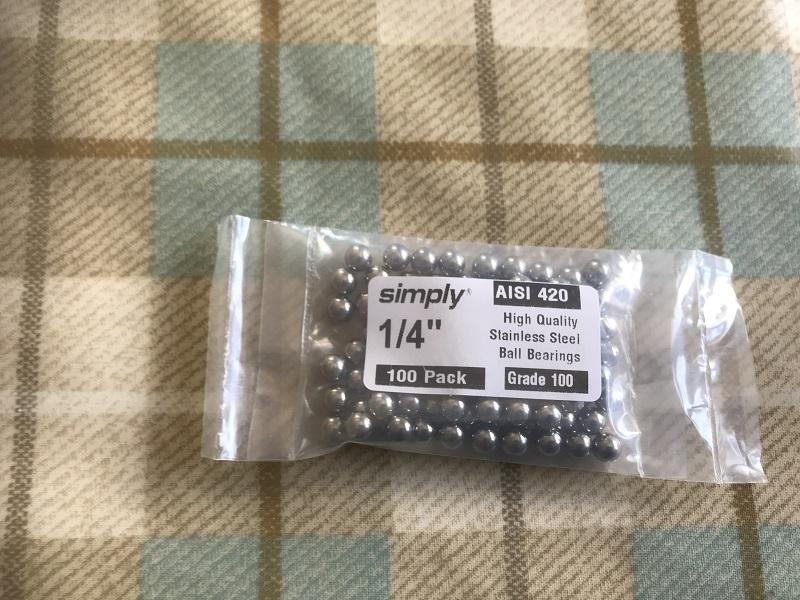 simply®
AISI 420
1/4"
High Quality
Stainless Steel
Ball Bearings
100 Pack
Grade 100